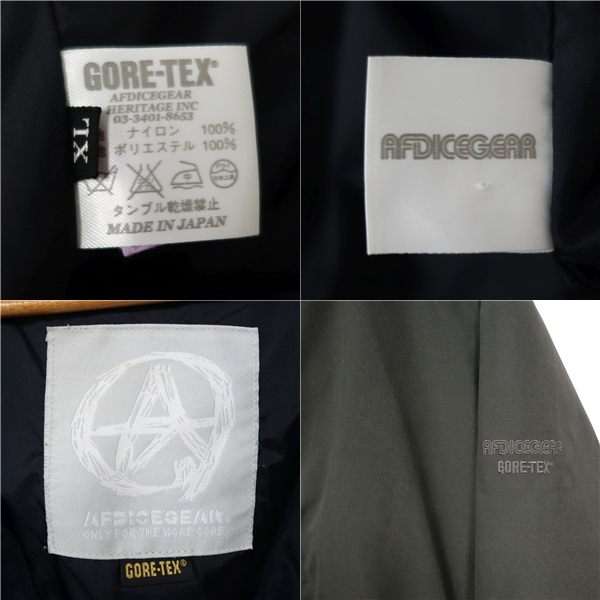 GORE-TEX®
AFDICEGEAR
HERITAGE INC
03-3401-8653
ナイロン 100%
ポリエステル 100%
タンブル乾燥禁止
MADE IN JAPAN
XL
AFDICEGEAR
AFDICEGEAR.
ONLY FOR THE MORE CORE
GORE-TEX®
AFDICEGEAR
GORE-TEX®